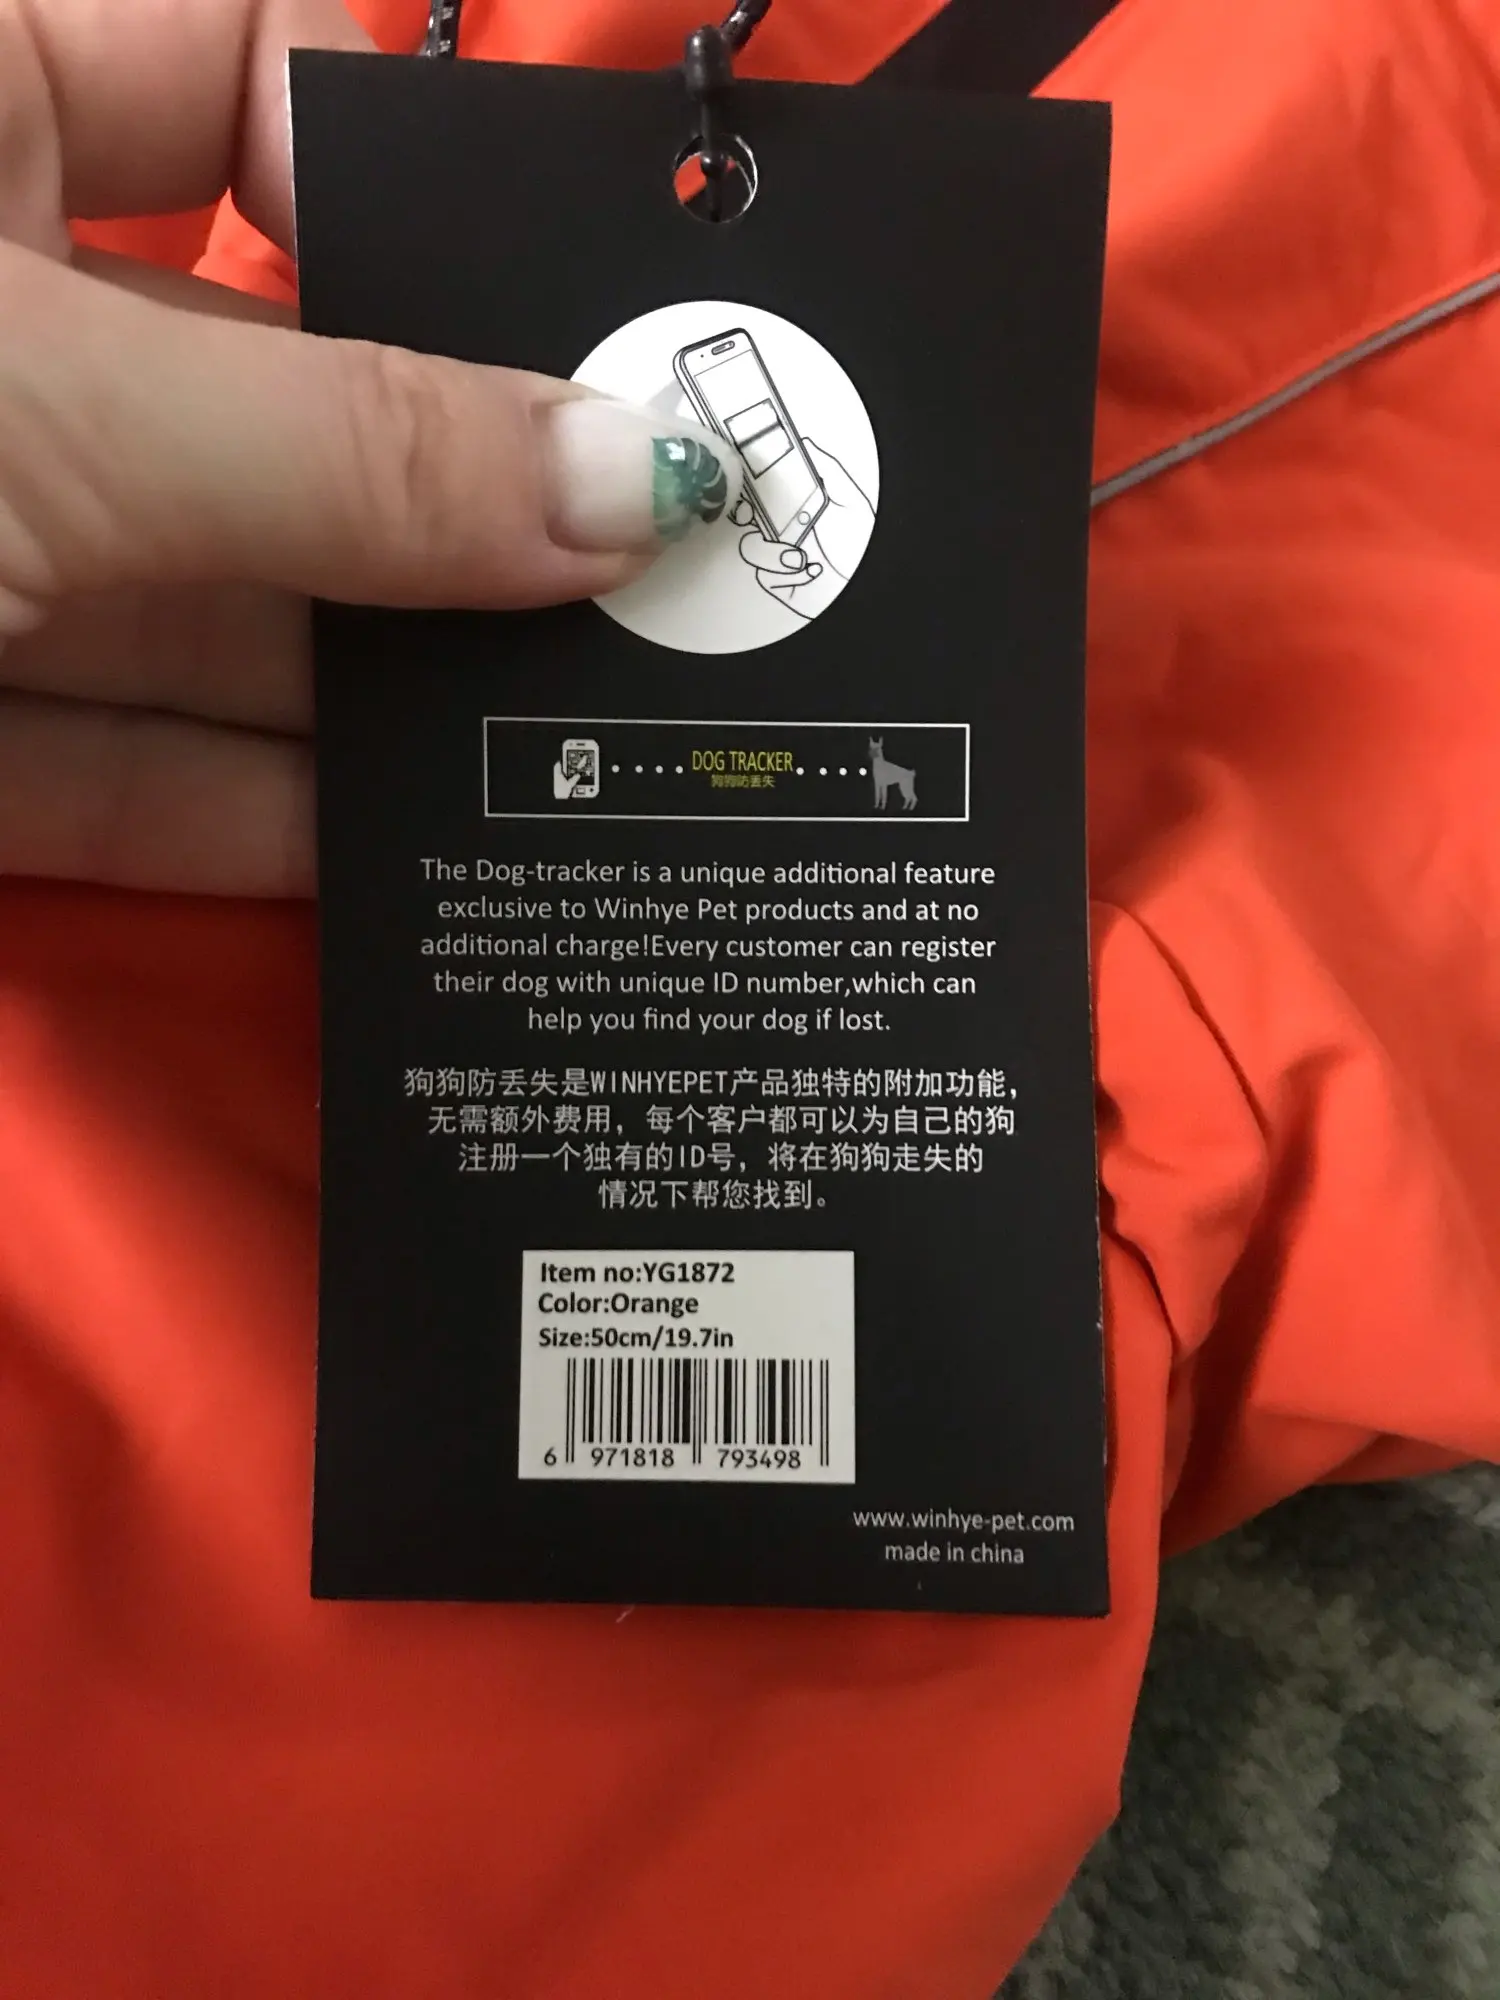 DOG TRACKER
狗狗防丢失
The Dog-tracker is a unique additional feature
exclusive to Winhye Pet products and at no
additional charge!Every customer can register
their dog with unique ID number,which can
help you find your dog if lost.
狗狗防丢失是WINHYEPET产品独特的附加功能，
无需额外费用，每个客户都可以为自己的狗
注册一个独有的ID号，将在狗狗走失的
情况下帮您找到。
Item no:YG1872
Color:Orange
Size:50cm/19.7in
6 971818 793498
www.winhye-pet.com
made in china